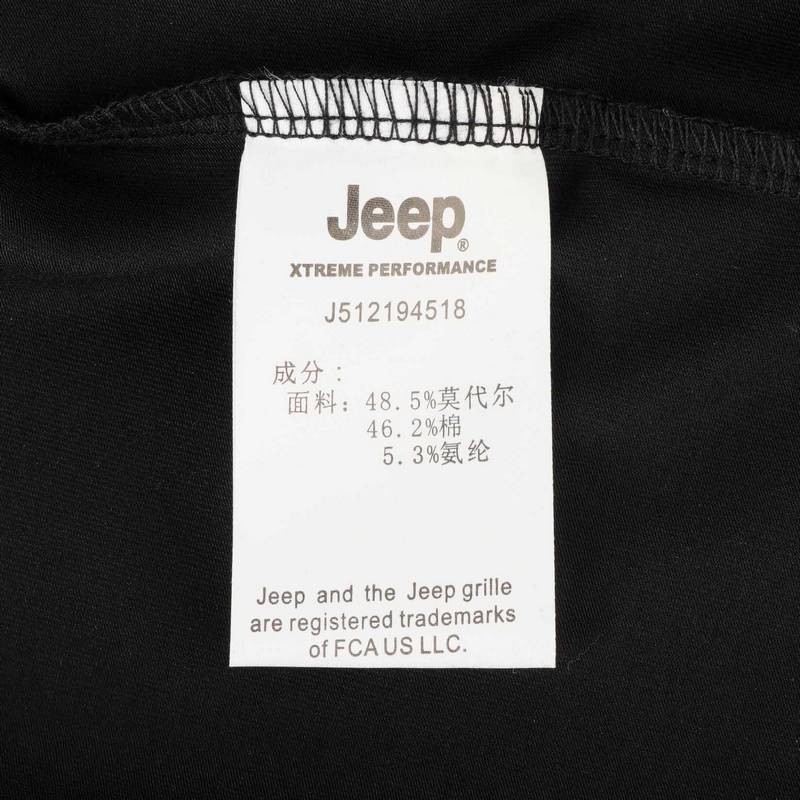 Jeep®
XTREME PERFORMANCE
J512194518
成分：
面料：48.5%莫代尔
46.2%棉
5.3%氨纶
Jeep and the Jeep grille
are registered trademarks
of FCA US LLC.